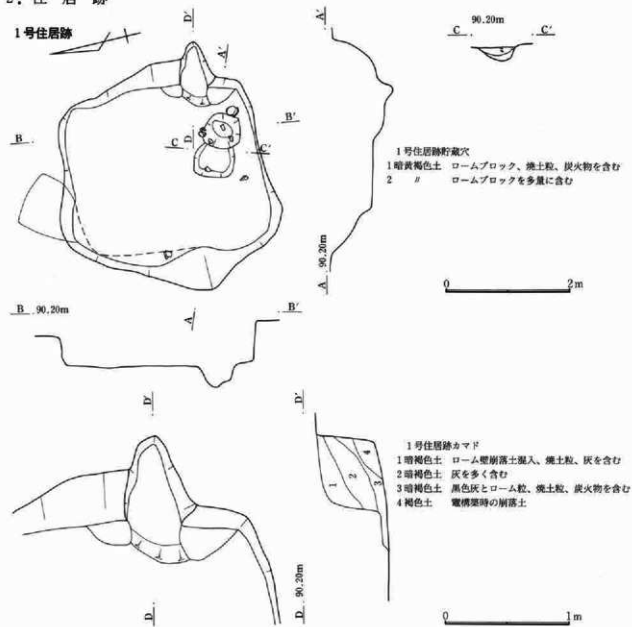 2. 住居跡
1号住居跡
D′
A′
B
B′
C
D
C′
A′
A 90.20m
90.20m
C C′
1号住居跡貯蔵穴
1暗黄褐色土 ロームブロック、焼土粒、炭火物を含む
2 〃 ロームブロックを多量に含む
0 2m
B 90.20m
A
B′
D′
D
D′
D 90.20m
1
2
3
4
1号住居跡カマド
1暗褐色土 ローム壁崩落土混入、焼土粒、灰を含む
2暗褐色土 灰を多く含む
3暗褐色土 黒色灰とローム粒、焼土粒、炭火物を含む
4褐色土 竈構築時の崩落土
0 1m